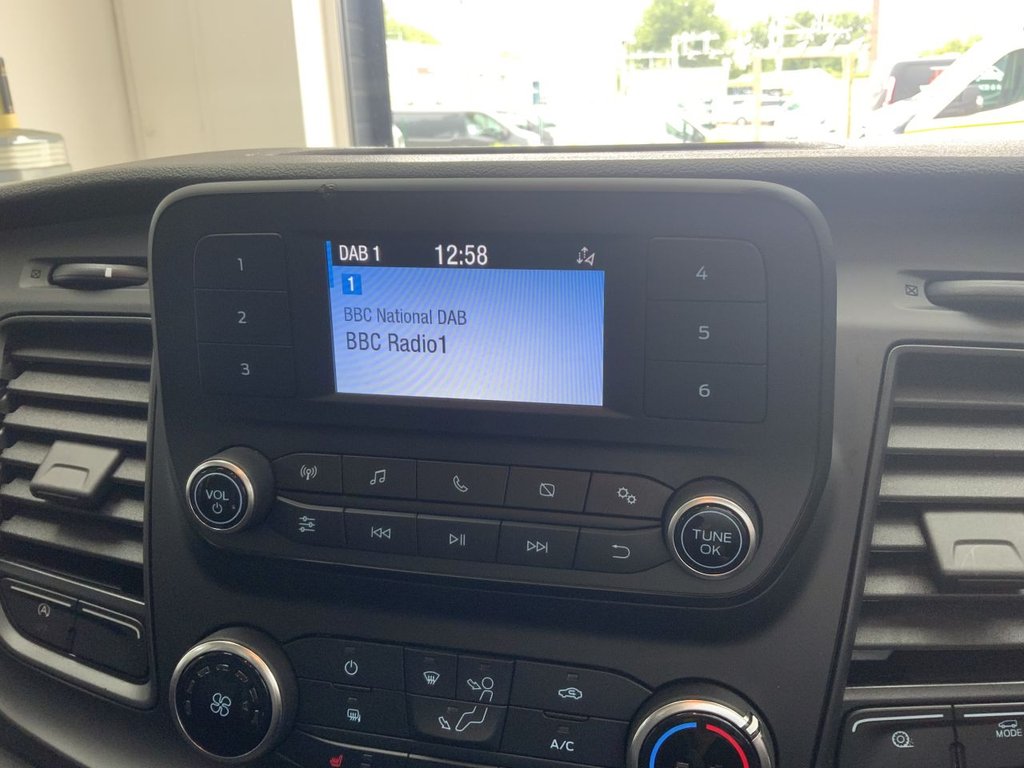 DAB 1 12:58
1
BBC National DAB
BBC Radio1
1
2
3
4
5
6
VOL
TUNE
OK
A
A/C
MODE